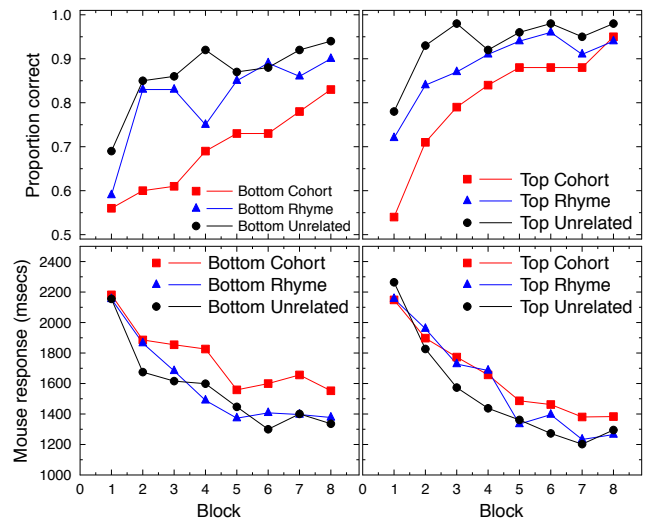 Proportion correct
1.0
0.9
0.8
0.7
0.6
0.5
Bottom Cohort
Bottom Rhyme
Bottom Unrelated
Top Cohort
Top Rhyme
Top Unrelated
Mouse response (msecs)
2400
2200
2000
1800
1600
1400
1200
1000
Bottom Cohort
Bottom Rhyme
Bottom Unrelated
Top Cohort
Top Rhyme
Top Unrelated
0 1 2 3 4 5 6 7 8
0 1 2 3 4 5 6 7 8
Block
Block